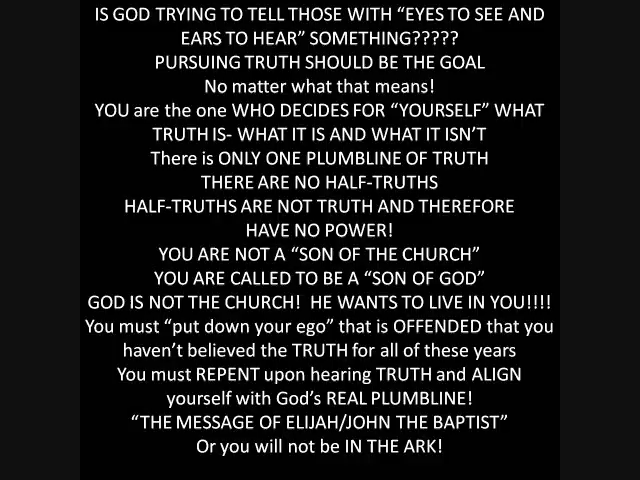 IS GOD TRYING TO TELL THOSE WITH “EYES TO SEE AND
EARS TO HEAR” SOMETHING?????
PURSUING TRUTH SHOULD BE THE GOAL
No matter what that means!
YOU are the one WHO DECIDES FOR “YOURSELF” WHAT
TRUTH IS- WHAT IT IS AND WHAT IT ISN’T
There is ONLY ONE PLUMBLINE OF TRUTH
THERE ARE NO HALF-TRUTHS
HALF-TRUTHS ARE NOT TRUTH AND THEREFORE
HAVE NO POWER!
YOU ARE NOT A “SON OF THE CHURCH”
YOU ARE CALLED TO BE A “SON OF GOD”
GOD IS NOT THE CHURCH!  HE WANTS TO LIVE IN YOU!!!!
You must “put down your ego” that is OFFENDED that you
haven’t believed the TRUTH for all of these years
You must REPENT upon hearing TRUTH and ALIGN
yourself with God’s REAL PLUMBLINE!
“THE MESSAGE OF ELIJAH/JOHN THE BAPTIST”
Or you will not be IN THE ARK!